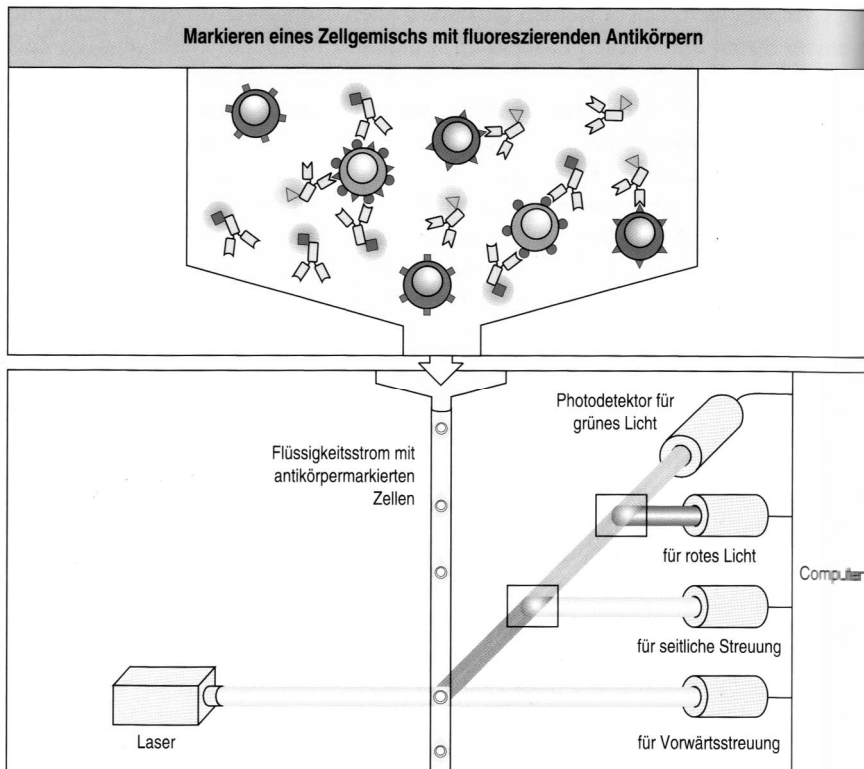 Markieren eines Zellgemischs mit fluoreszierenden Antikörpern
Photodetektor für
grünes Licht
Flüssigkeitsstrom mit
antikörpermarkierten
Zellen
für rotes Licht
Computer
für seitliche Streuung
Laser
für Vorwärtsstreuung